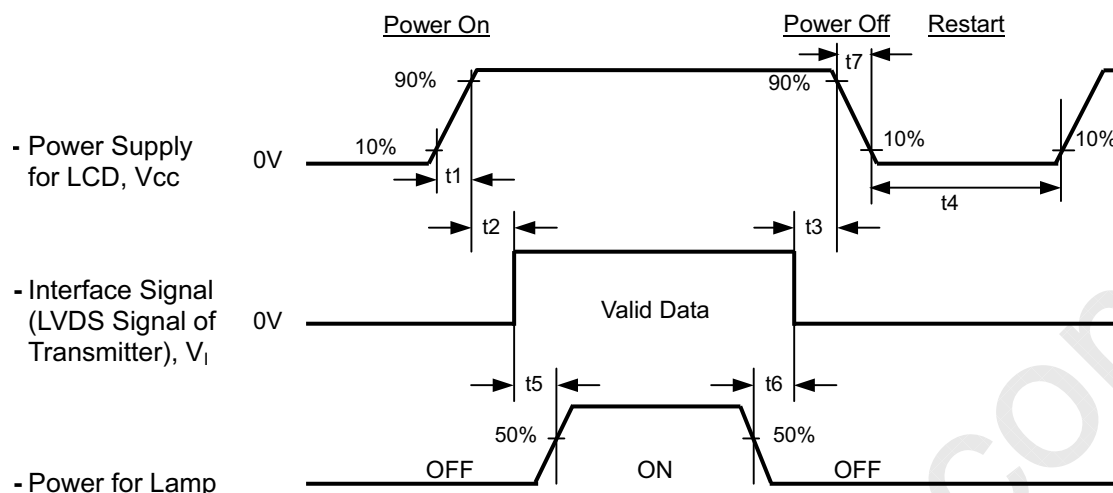 Power On
Power Off
Restart
t7
90%
90%
- Power Supply
for LCD, Vcc
0V
10%
10%
10%
t1
t4
t2
t3
- Interface Signal
(LVDS Signal of
Transmitter), VI
0V
Valid Data
t5
t6
50%
50%
- Power for Lamp
OFF
ON
OFF